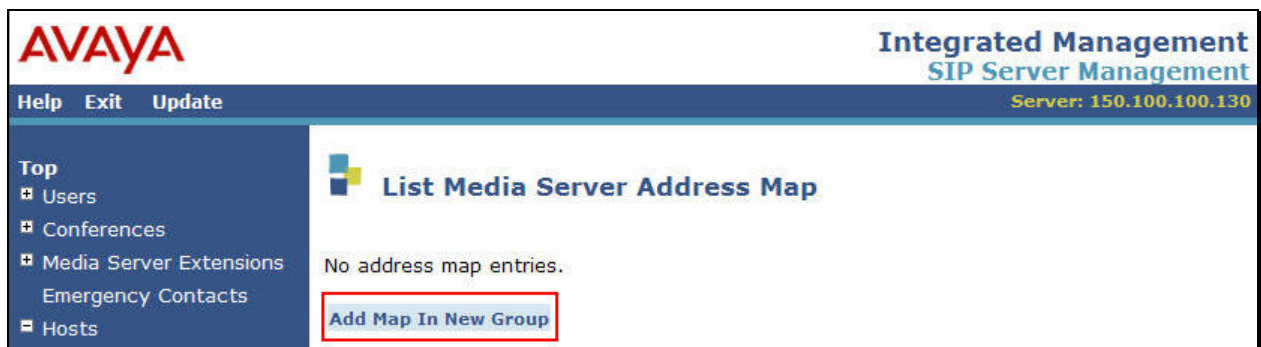 AVAYA
Integrated Management
SIP Server Management
Help Exit Update
Server: 150.100.100.130
Top
Users
Conferences
Media Server Extensions
Emergency Contacts
Hosts
List Media Server Address Map
No address map entries.
Add Map In New Group